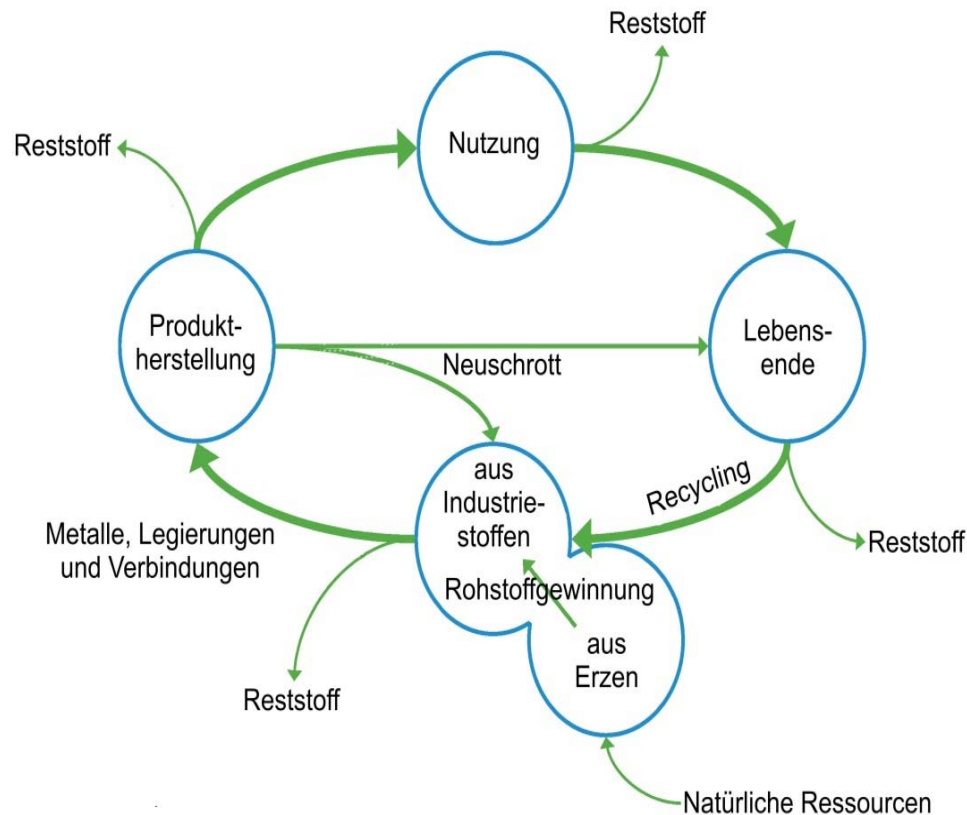 Reststoff
Nutzung
Reststoff
Produkt-
herstellung
Lebens-
ende
Neuschrott
aus
Industrie-
stoffen
Recycling
Metalle, Legierungen
und Verbindungen
Reststoff
Rohstoffgewinnung
aus
Erzen
Reststoff
Natürliche Ressourcen